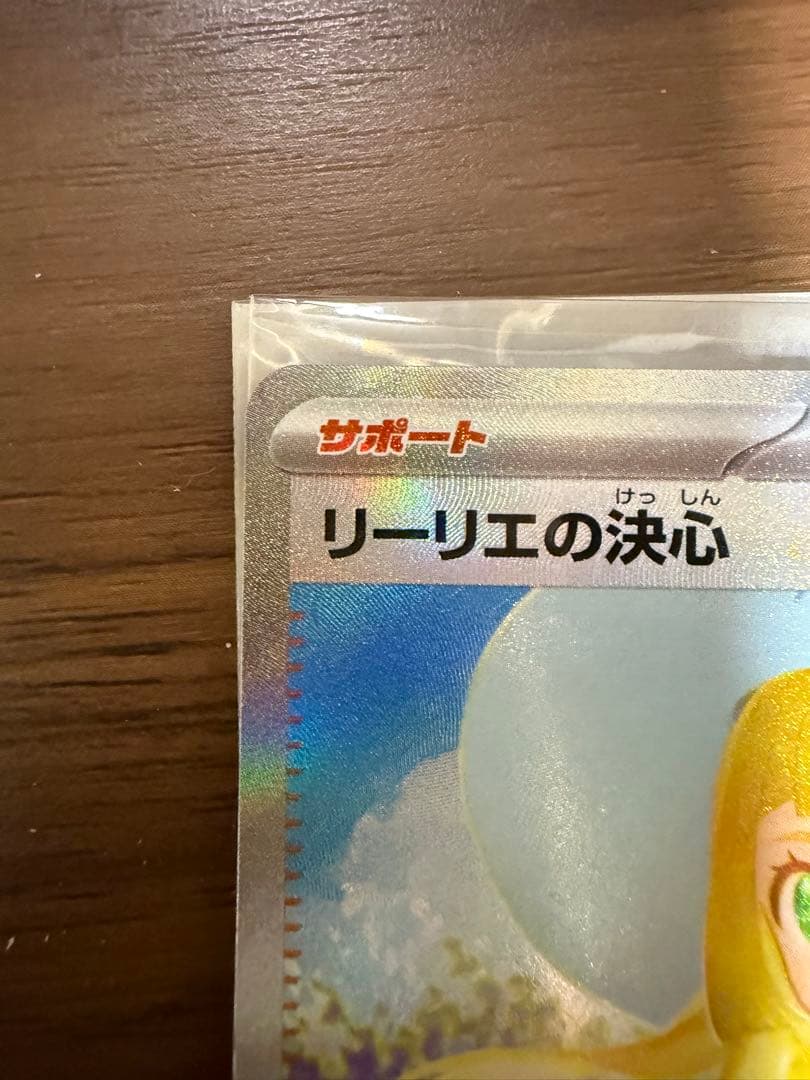 サポート
けっ しん
リーリエの決心